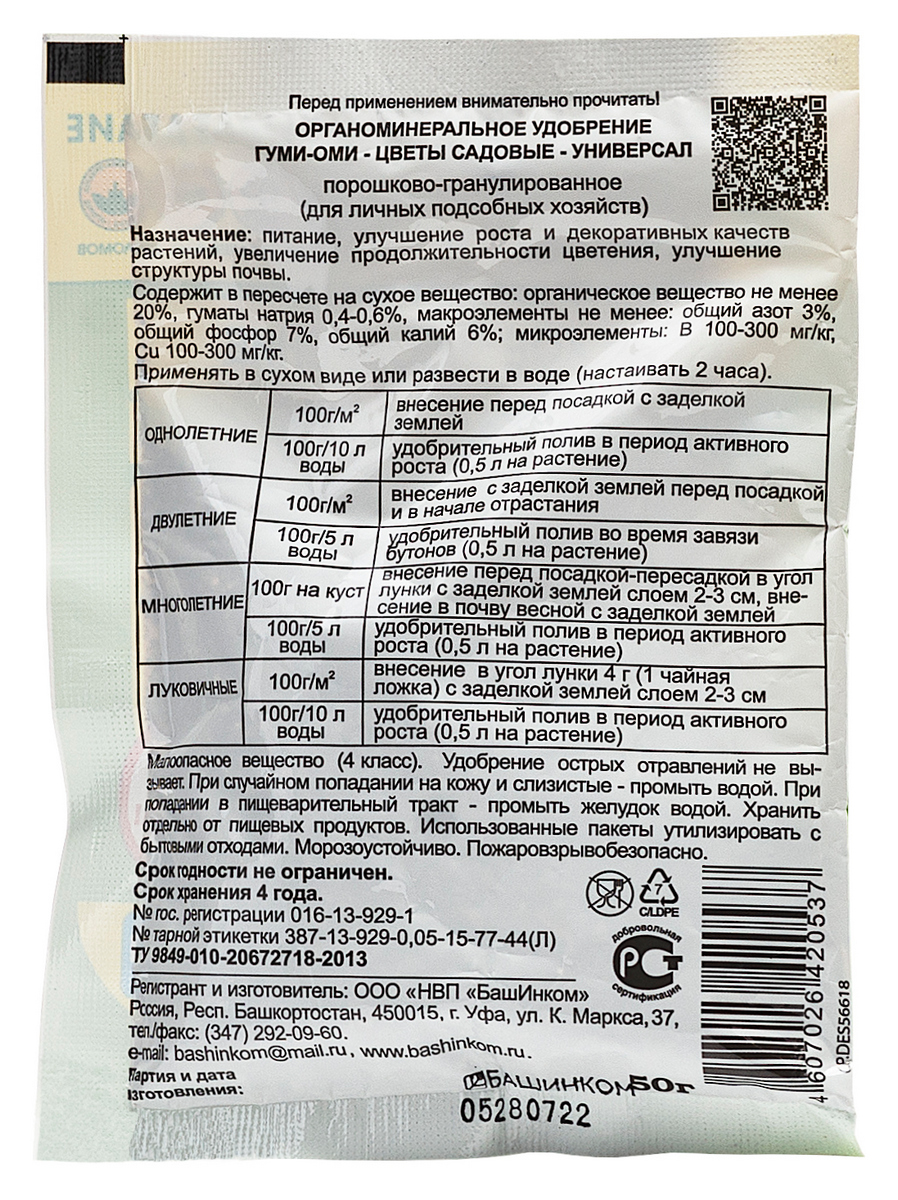 Перед применением внимательно прочитать!
ОРГАНОМИНЕРАЛЬНОЕ УДОБРЕНИЕ
ГУМИ-ОМИ - ЦВЕТЫ САДОВЫЕ - УНИВЕРСАЛ
порошково-гранулированное
(для личных подсобных хозяйств)
Назначение: питание, улучшение роста и декоративных качеств
растений, увеличение продолжительности цветения, улучшение
структуры почвы.
Содержит в пересчете на сухое вещество: органическое вещество не менее
20%, гуматы натрия 0,4-0,6%, макроэлементы не менее: общий азот 3%,
общий фосфор 7%, общий калий 6%; микроэлементы: В 100-300 мг/кг,
Cu 100-300 мг/кг.
Применять в сухом виде или развести в воде (настаивать 2 часа).
ОДНОЛЕТНИЕ
100г/м²
внесение перед посадкой с заделкой
землей
100г/10 л
воды
удобрительный полив в период активного
роста (0,5 л на растение)
ДВУЛЕТНИЕ
100г/м²
внесение с заделкой землей перед посадкой
и в начале отрастания
100г/5 л
воды
удобрительный полив во время завязи
бутонов (0,5 л на растение)
МНОГОЛЕТНИЕ
100г на куст
внесение перед посадкой-пересадкой в угол
лунки с заделкой землей слоем 2-3 см, вне-
сение в почву весной с заделкой землей
100г/5 л
воды
удобрительный полив в период активного
роста (0,5 л на растение)
ЛУКОВИЧНЫЕ
100г/м²
внесение в угол лунки 4 г (1 чайная
ложка) с заделкой землей слоем 2-3 см
100г/10 л
воды
удобрительный полив в период активного
роста (0,5 л на растение)
Малоопасное вещество (4 класс). Удобрение острых отравлений не вы-
зывает. При случайном попадании на кожу и слизистые - промыть водой. При
попадании в пищеварительный тракт - промыть желудок водой. Хранить
отдельно от пищевых продуктов. Использованные пакеты утилизировать с
бытовыми отходами. Морозоустойчиво. Пожаровзрывобезопасно.
Срок годности не ограничен.
Срок хранения 4 года.
№ гос. регистрации 016-13-929-1
№ тарной этикетки 387-13-929-0,05-15-77-44(Л)
ТУ 9849-010-20672718-2013
7
C/LDPE
добровольная
РСТ
сертификация
Регистрант и изготовитель: ООО «НВП «БашИнком»
Россия, Респ. Башкортостан, 450015, г. Уфа, ул. К. Маркса, 37,
тел./факс: (347) 292-09-60.
e-mail: bashinkom@mail.ru, www.bashinkom.ru.
Партия и дата
изготовления:
БАШИНКОМ 50г
05280722
4 607026 420537
P.DES56618